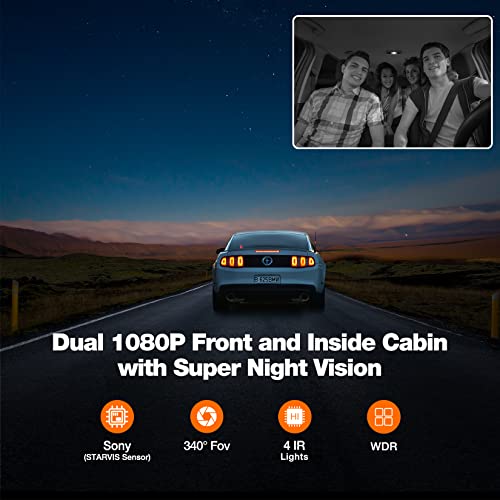 Dual 1080P Front and Inside Cabin
with Super Night Vision
HI
Sony
(STARVIS Sensor)
340° Fov
4 IR
Lights
WDR